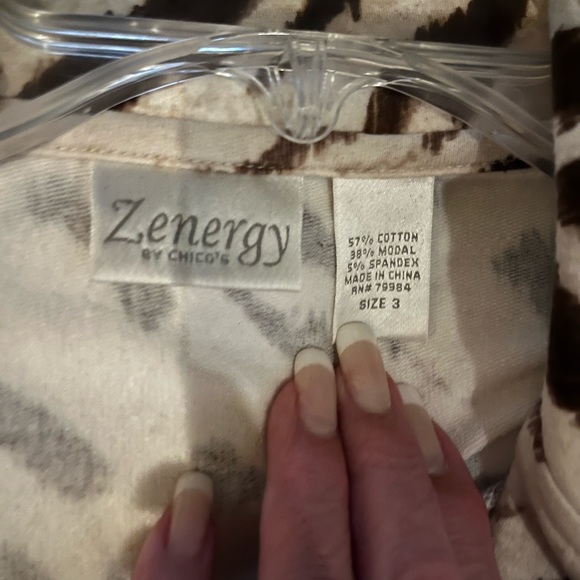 Zenergy
BY CHICO'S
57% COTTON
38% MODAL
5% SPANDEX
MADE IN CHINA
RN# 79984
SIZE 3